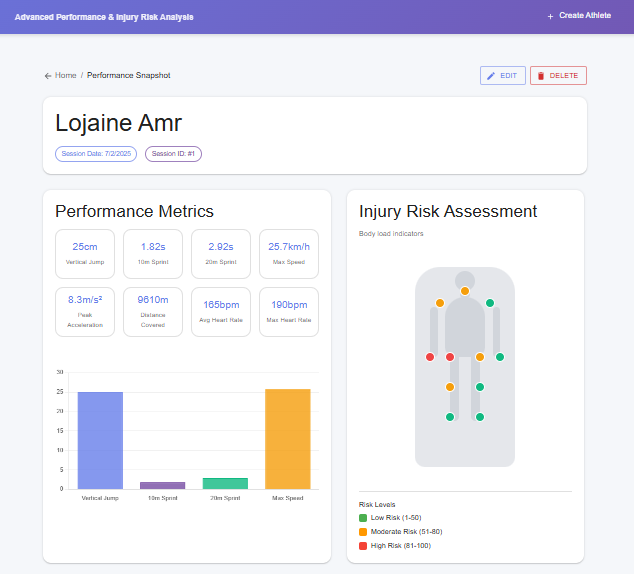 Advanced Performance & Injury Risk Analysis
+ Create Athlete
← Home / Performance Snapshot
EDIT
DELETE
Lojaine Amr
Session Date: 7/2/2025
Session ID: #1
Performance Metrics
25cm
Vertical Jump
1.82s
10m Sprint
2.92s
20m Sprint
25.7km/h
Max Speed
8.3m/s²
Peak
Acceleration
9610m
Distance
Covered
165bpm
Avg Heart Rate
190bpm
Max Heart Rate
30
25
20
15
10
5
0
Vertical Jump
10m Sprint
20m Sprint
Max Speed
Injury Risk Assessment
Body load indicators
Risk Levels
Low Risk (1-50)
Moderate Risk (51-80)
High Risk (81-100)